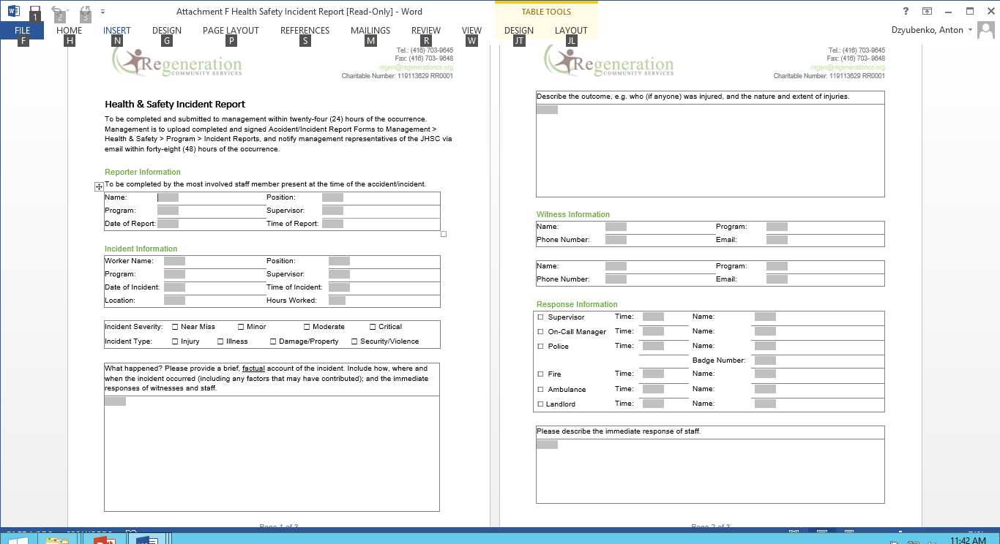 Attachment F Health Safety Incident Report [Read-Only] - Word
TABLE TOOLS
?
1 2 3
FILE HOME INSERT DESIGN PAGE LAYOUT REFERENCES MAILINGS REVIEW VIEW DESIGN LAYOUT
Dzyubenko, Anton
F H N G P S M R W JT JL
Regeneration
COMMUNITY SERVICES
Tel.: (416) 703-9645
Fax: (416) 703- 9648
regen@regenerationcs.org
Charitable Number: 119113629 RR0001
Health & Safety Incident Report
To be completed and submitted to management within twenty-four (24) hours of the occurrence.
Management is to upload completed and signed Accident/Incident Report Forms to Management >
Health & Safety > Program > Incident Reports, and notify management representatives of the JHSC via
email within forty-eight (48) hours of the occurrence.
Reporter Information
To be completed by the most involved staff member present at the time of the accident/incident.
Name: Position:
Program: Supervisor:
Date of Report: Time of Report:
Incident Information
Worker Name: Position:
Program: Supervisor:
Date of Incident: Time of Incident:
Location: Hours Worked:
Incident Severity: ☐ Near Miss ☐ Minor ☐ Moderate ☐ Critical
Incident Type: ☐ Injury ☐ Illness ☐ Damage/Property ☐ Security/Violence
What happened? Please provide a brief, factual account of the incident. Include how, where and
when the incident occurred (including any factors that may have contributed); and the immediate
responses of witnesses and staff.
Page 1 of 3
Regeneration
COMMUNITY SERVICES
Tel.: (416) 703-9645
Fax: (416) 703- 9648
regen@regenerationcs.org
Charitable Number: 119113629 RR0001
Describe the outcome, e.g. who (if anyone) was injured, and the nature and extent of injuries.
Witness Information
Name: Program:
Phone Number: Email:
Name: Program:
Phone Number: Email:
Response Information
☐ Supervisor Time: Name:
☐ On-Call Manager Time: Name:
☐ Police Time: Name:
Badge Number:
☐ Fire Time: Name:
☐ Ambulance Time: Name:
☐ Landlord Time: Name:
Please describe the immediate response of staff.
Page 2 of 3
11:42 AM